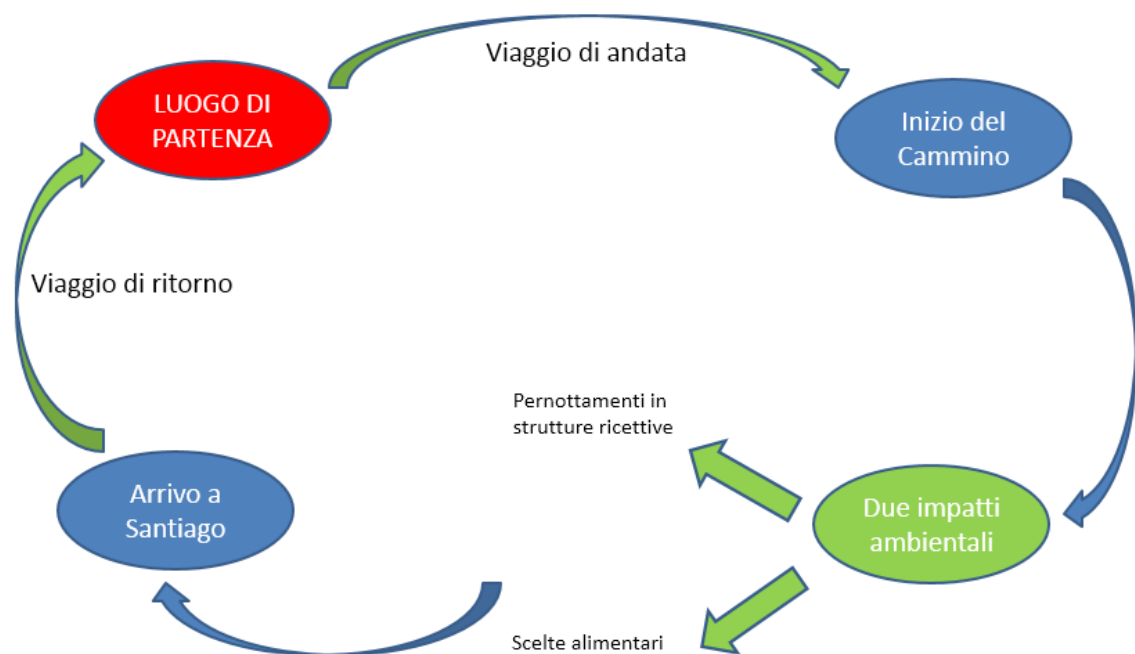 Viaggio di andata
LUOGO DI
PARTENZA
Inizio del
Cammino
Viaggio di ritorno
Pernottamenti in
strutture ricettive
Arrivo a
Santiago
Due impatti
ambientali
Scelte alimentari